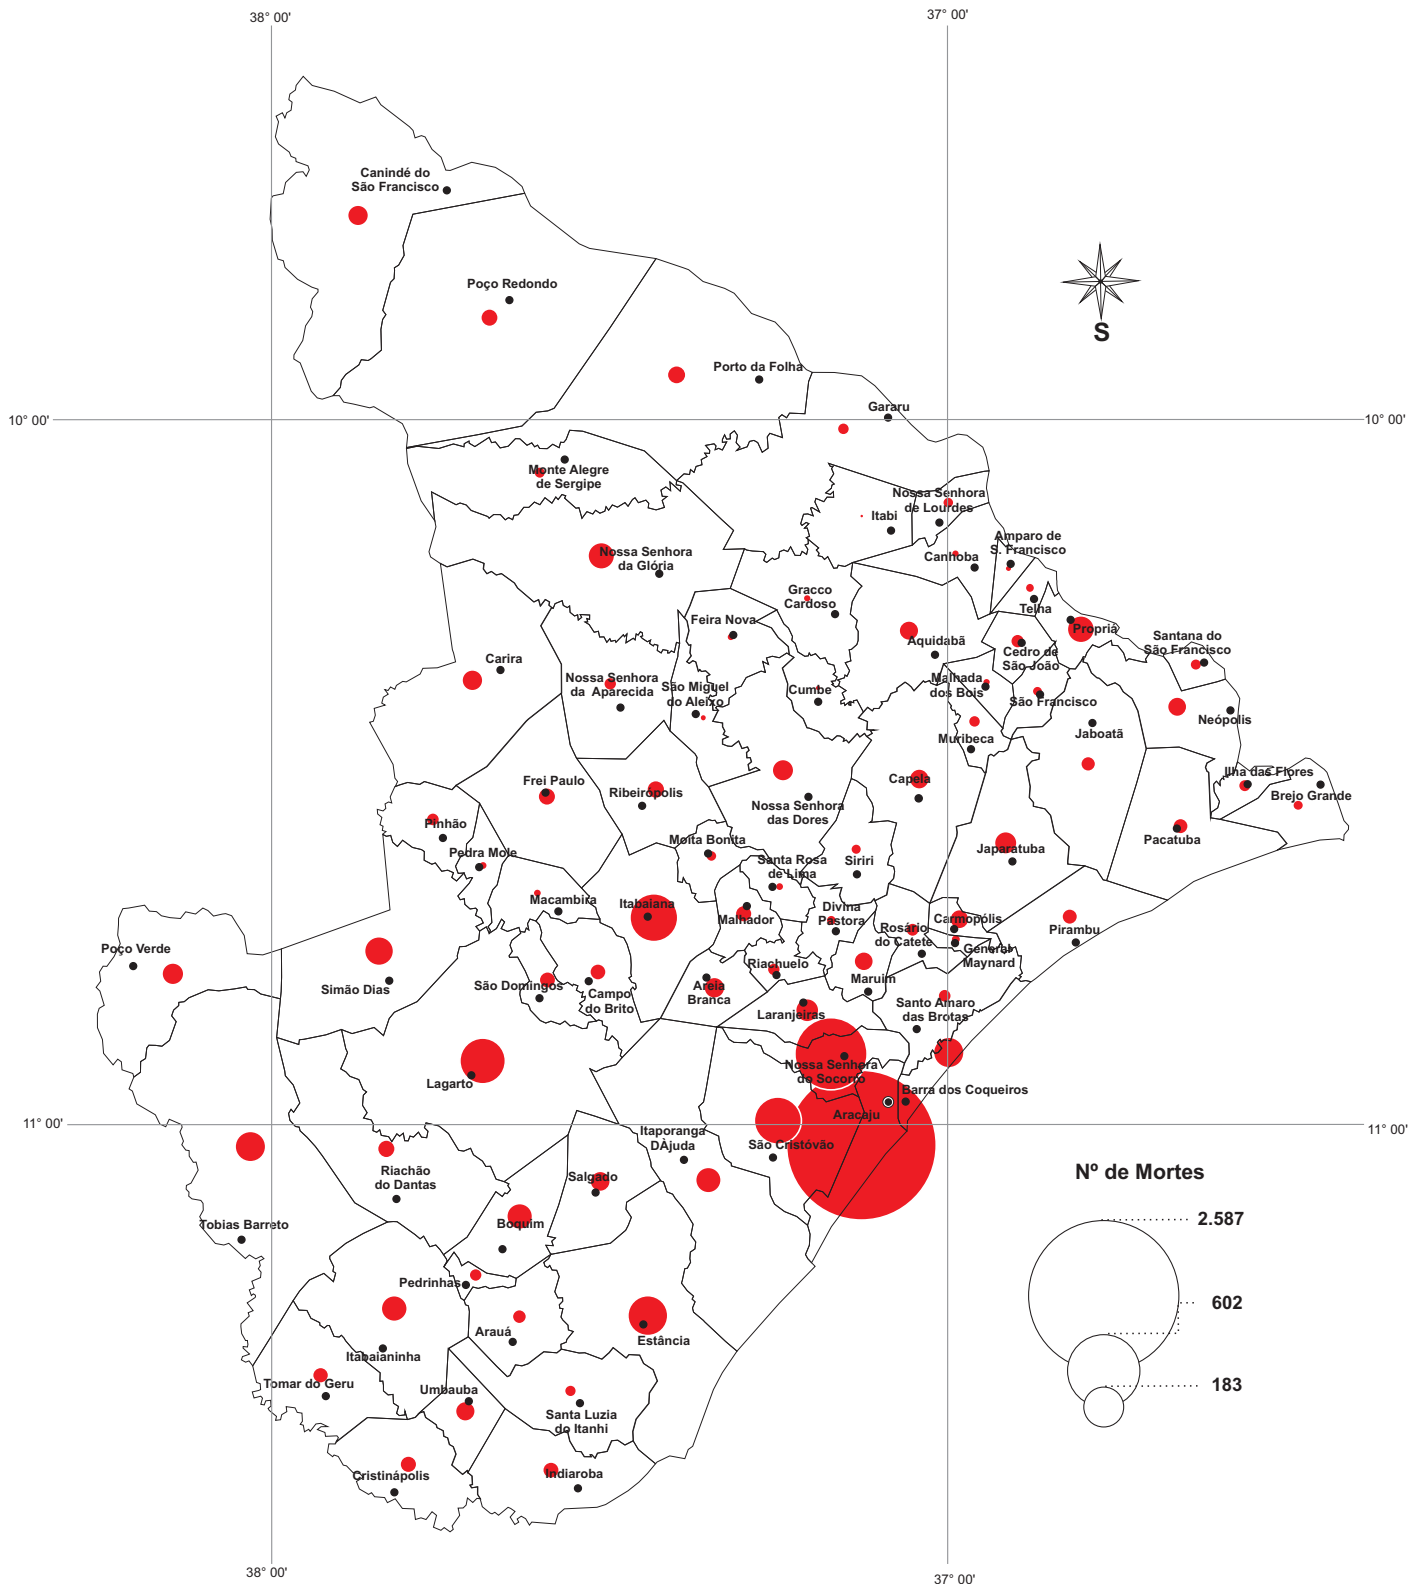 38° 00'
37° 00'
Canindé do
São Francisco
Poço Redondo
S
Porto da Folha
Gararu
10° 00'
10° 00'
Monte Alegre
de Sergipe
Nossa Senhora
de Lourdes
Itabi
Nossa Senhora
da Glória
Amparo de
S. Francisco
Canhoba
Gracco
Cardoso
Telha
Feira Nova
Propriá
Aquidabã
Cedro de
São João
Santana do
São Francisco
Carira
Nossa Senhora
da Aparecida
São Miguel
do Aleixo
Cumbe
Malhada
dos Bois
São Francisco
Neópolis
Muribeca
Jaboatã
Frei Paulo
Ribeirópolis
Capela
Ilha das Flores
Brejo Grande
Nossa Senhora
das Dores
Pinhão
Moita Bonita
Pacatuba
Pedra Mole
Santa Rosa
de Lima
Siriri
Japaratuba
Macambira
Itabaiana
Malhador
Divina
Pastora
Carmopólis
Rosário
do Catete
Pirambu
General
Maynard
Poço Verde
Simão Dias
São Domingos
Campo
do Brito
Areia
Branca
Riachuelo
Maruim
Laranjeiras
Santo Amaro
das Brotas
Nossa Senhora
do Socorro
Lagarto
Barra dos Coqueiros
Aracaju
11° 00'
11° 00'
Itaporanga
DÀjuda
São Cristóvão
Riachão
do Dantas
Salgado
Nº de Mortes
Tobias Barreto
Boquim
2.587
Pedrinhas
602
Arauá
Estância
Itabaianinha
183
Tomar do Geru
Umbauba
Santa Luzia
do Itanhi
Cristinápolis
Indiaroba
38° 00'
37° 00'